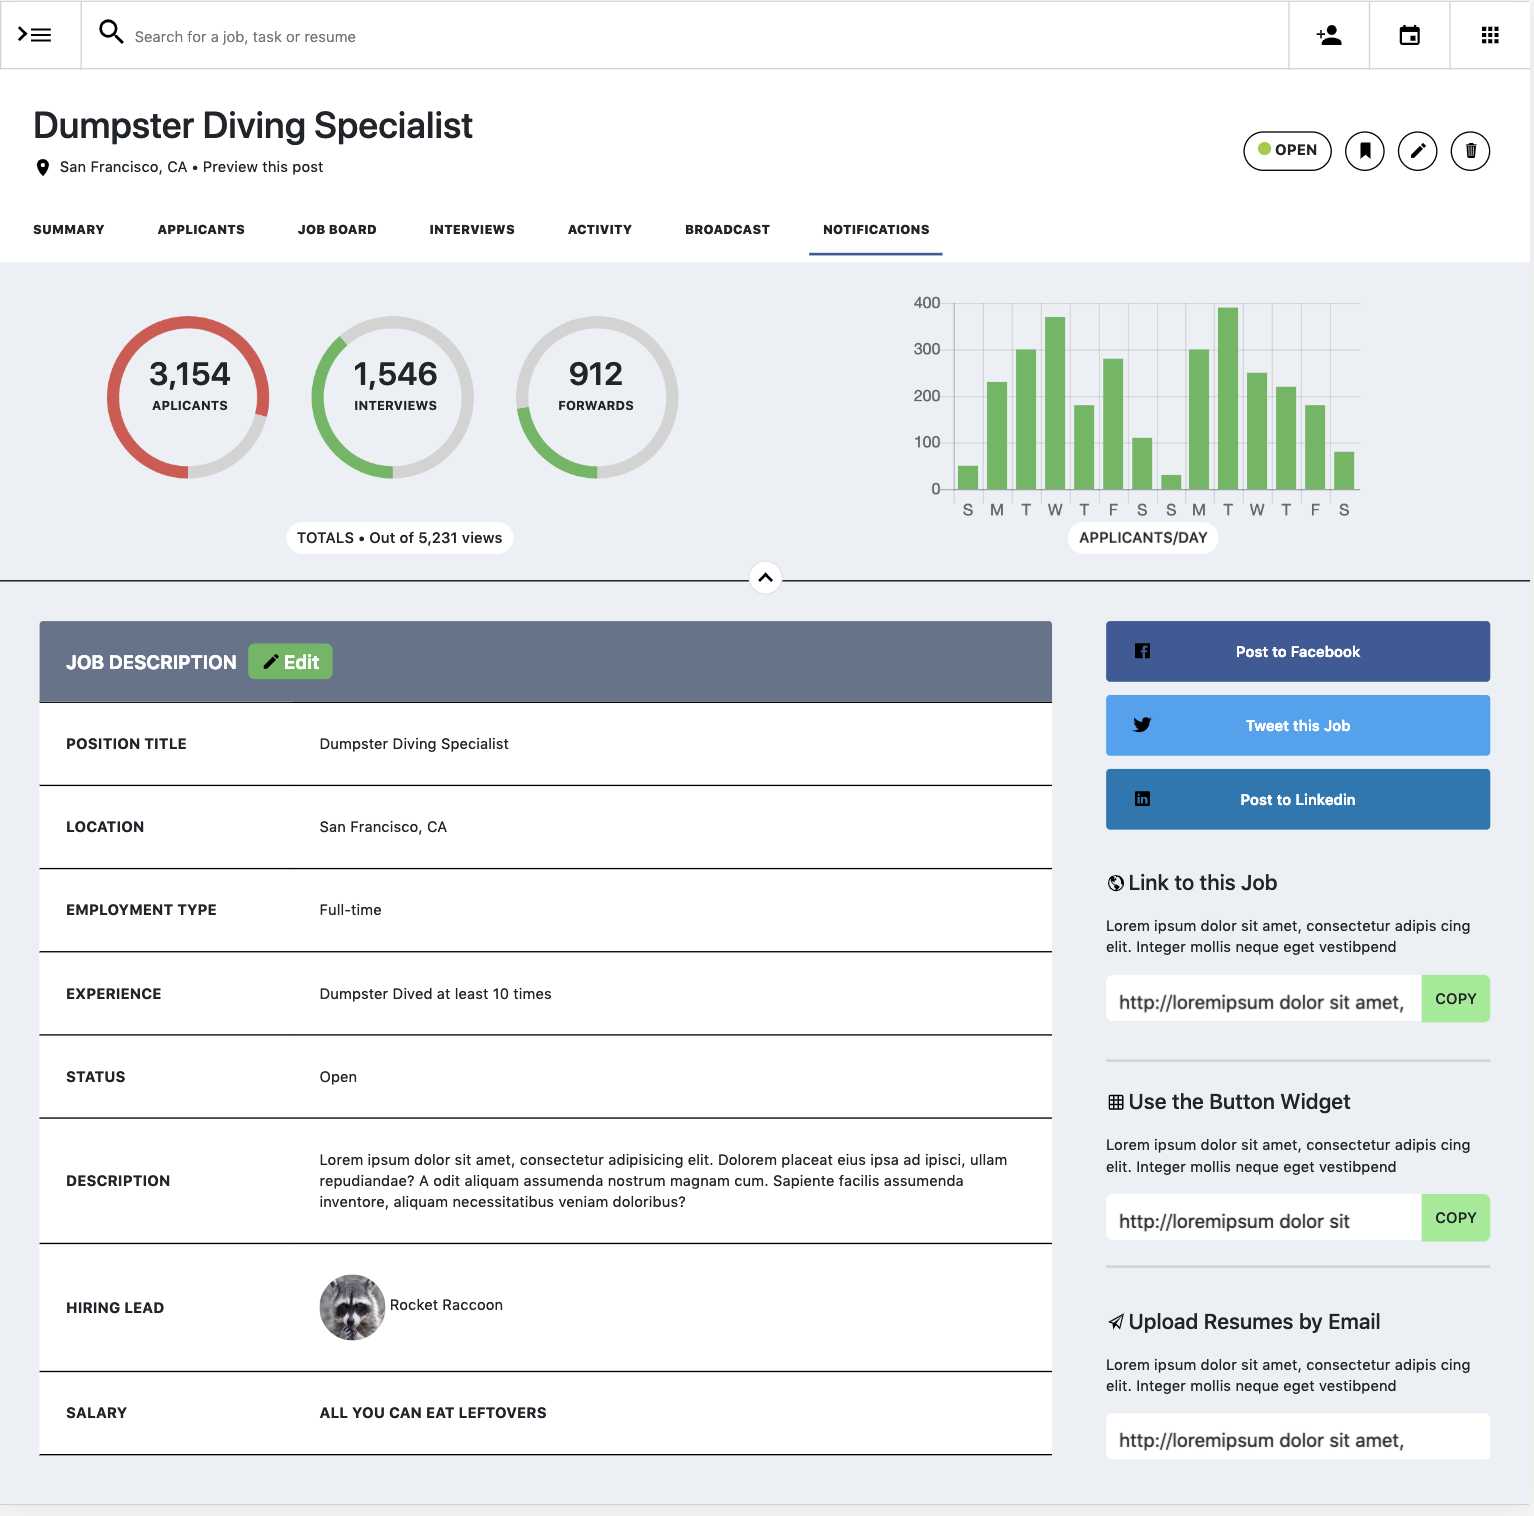 Search for a job, task or resume
Dumpster Diving Specialist
San Francisco, CA • Preview this post
OPEN
SUMMARY APPLICANTS JOB BOARD INTERVIEWS ACTIVITY BROADCAST NOTIFICATIONS
3,154
APLICANTS
1,546
INTERVIEWS
912
FORWARDS
TOTALS • Out of 5,231 views
400
300
200
100
0
S M T W T F S S M T W T F S
APPLICANTS/DAY
JOB DESCRIPTION Edit
POSITION TITLE Dumpster Diving Specialist
LOCATION San Francisco, CA
EMPLOYMENT TYPE Full-time
EXPERIENCE Dumpster Dived at least 10 times
STATUS Open
DESCRIPTION
Lorem ipsum dolor sit amet, consectetur adipisicing elit. Dolorem placeat eius ipsa ad ipisci, ullam
repudiandae? A odit aliquam assumenda nostrum magnam cum. Sapiente facilis assumenda
inventore, aliquam necessitatibus veniam doloribus?
HIRING LEAD Rocket Raccoon
SALARY ALL YOU CAN EAT LEFTOVERS
Post to Facebook
Tweet this Job
in Post to Linkedin
Link to this Job
Lorem ipsum dolor sit amet, consectetur adipis cing
elit. Integer mollis neque eget vestibpend
http://loremipsum dolor sit amet, COPY
Use the Button Widget
Lorem ipsum dolor sit amet, consectetur adipis cing
elit. Integer mollis neque eget vestibpend
http://loremipsum dolor sit COPY
Upload Resumes by Email
Lorem ipsum dolor sit amet, consectetur adipis cing
elit. Integer mollis neque eget vestibpend
http://loremipsum dolor sit amet,